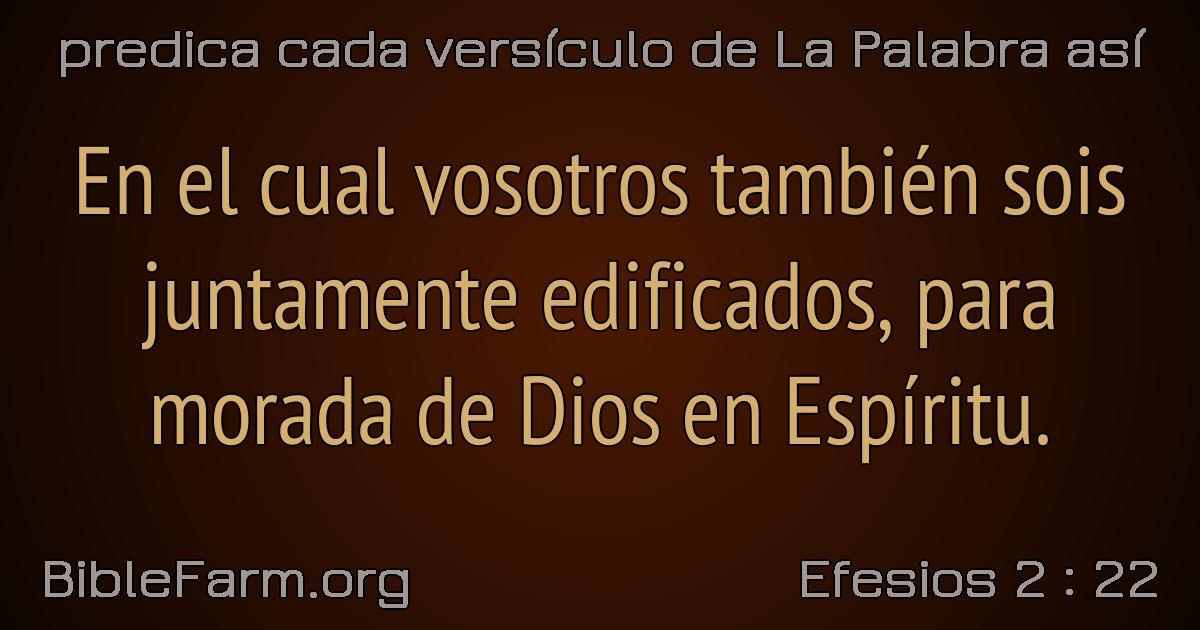 predica cada versículo de La Palabra así
En el cual vosotros también sois
juntamente edificados, para
morada de Dios en Espíritu.
BibleFarm.org
Efesios 2 : 22